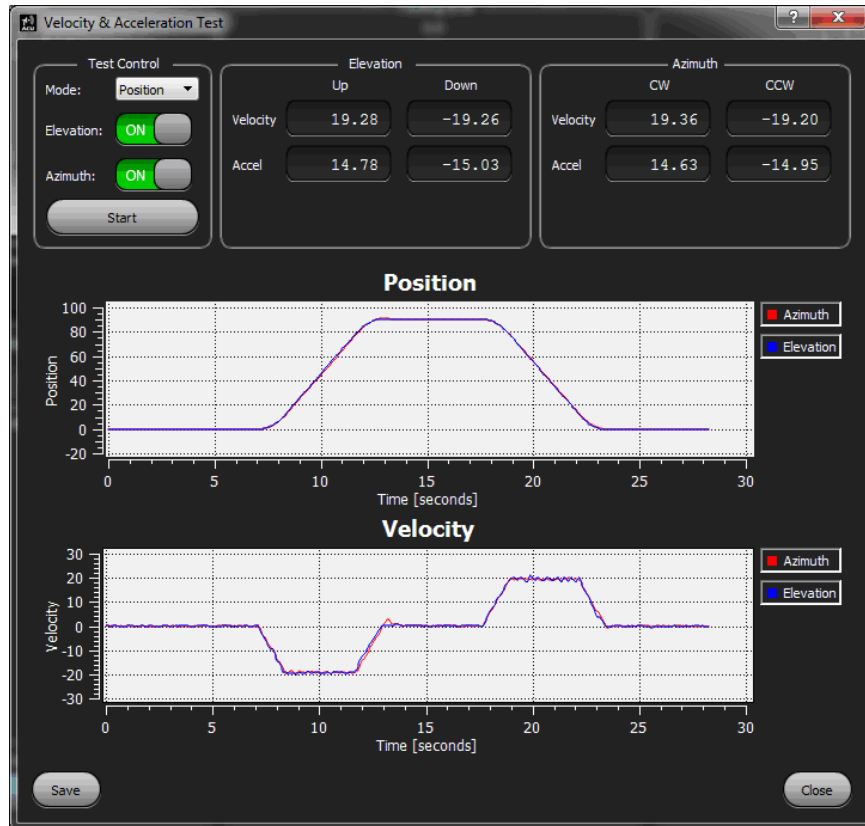 Velocity & Acceleration Test
ACU
?
X
Test Control
Mode: Position
Elevation: ON
Azimuth: ON
Start
Elevation
Up Down
Velocity 19.28 -19.26
Accel 14.78 -15.03
Azimuth
CW CCW
Velocity 19.36 -19.20
Accel 14.63 -14.95
Position
100
80
60
40
20
0
-20
Position
0 5 10 15 20 25 30
Time [seconds]
Azimuth
Elevation
Velocity
30
20
10
0
-10
-20
-30
Velocity
0 5 10 15 20 25 30
Time [seconds]
Azimuth
Elevation
Save
Close